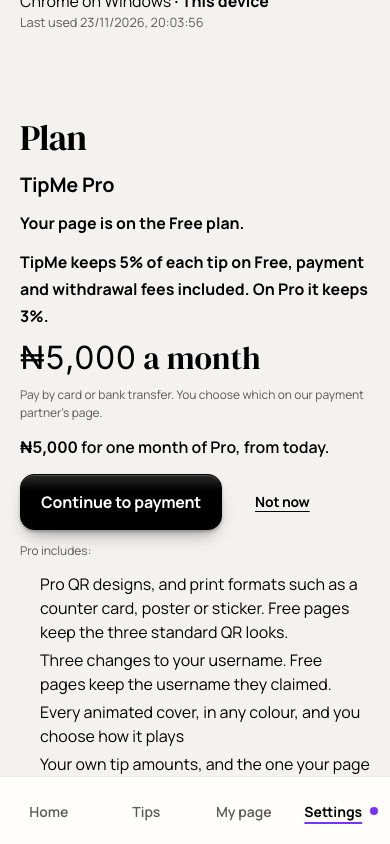 Chrome on Windows · This device
Last used 23/11/2026, 20:03:56
Plan
TipMe Pro
Your page is on the Free plan.
TipMe keeps 5% of each tip on Free, payment
and withdrawal fees included. On Pro it keeps
3%.
₦5,000 a month
Pay by card or bank transfer. You choose which on our payment
partner's page.
₦5,000 for one month of Pro, from today.
Continue to payment
Not now
Pro includes:
Pro QR designs, and print formats such as a
counter card, poster or sticker. Free pages
keep the three standard QR looks.
Three changes to your username. Free
pages keep the username they claimed.
Every animated cover, in any colour, and you
choose how it plays
Your own tip amounts, and the one your page
Home
Tips
My page
Settings